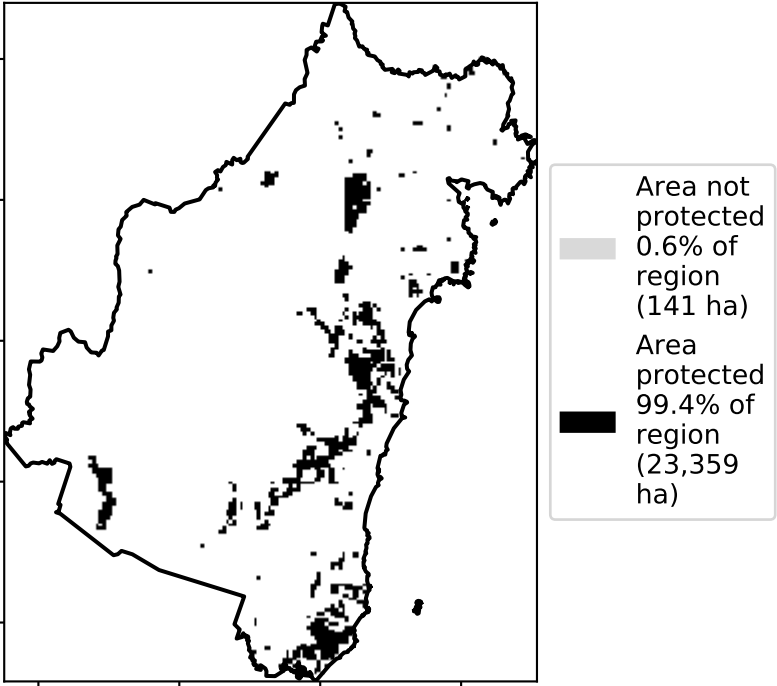 Area not
protected
0.6% of
region
(141 ha)
Area
protected
99.4% of
region
(23,359
ha)